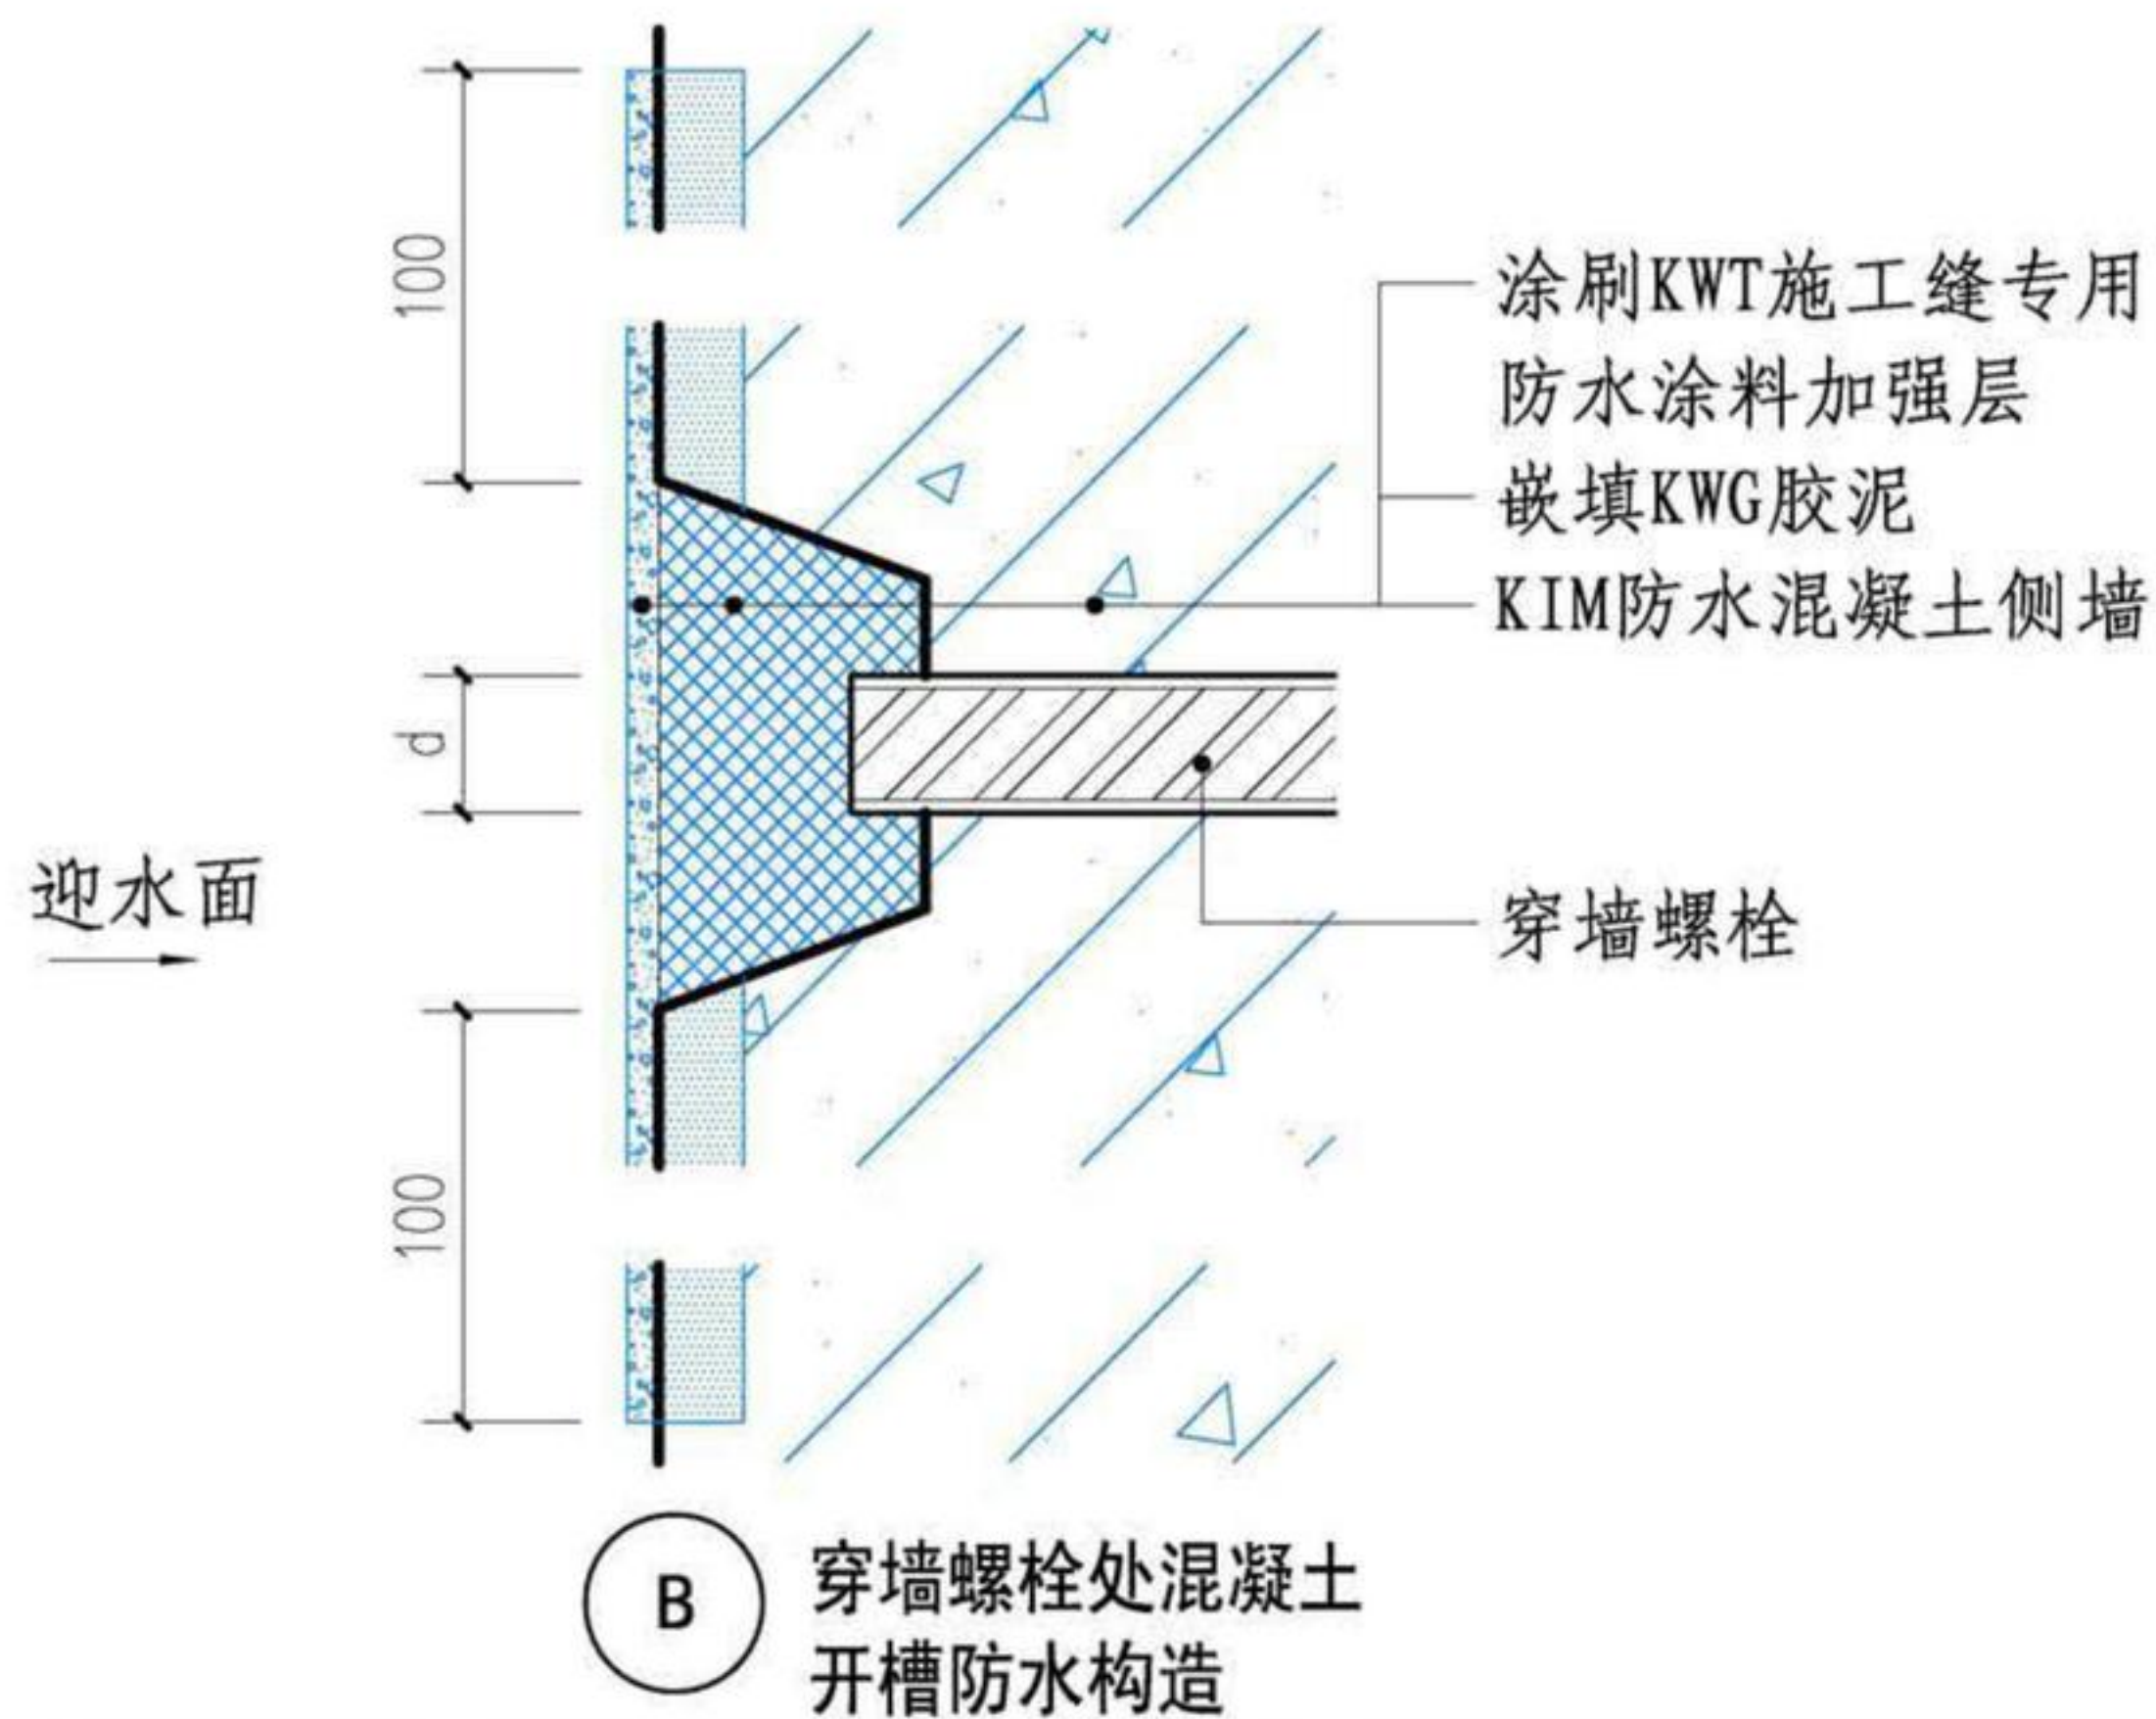 100
涂刷KWT施工缝专用
防水涂料加强层
嵌填KWG胶泥
KIM防水混凝土侧墙
d
迎水面
穿墙螺栓
100
B
穿墙螺栓处混凝土
开槽防水构造